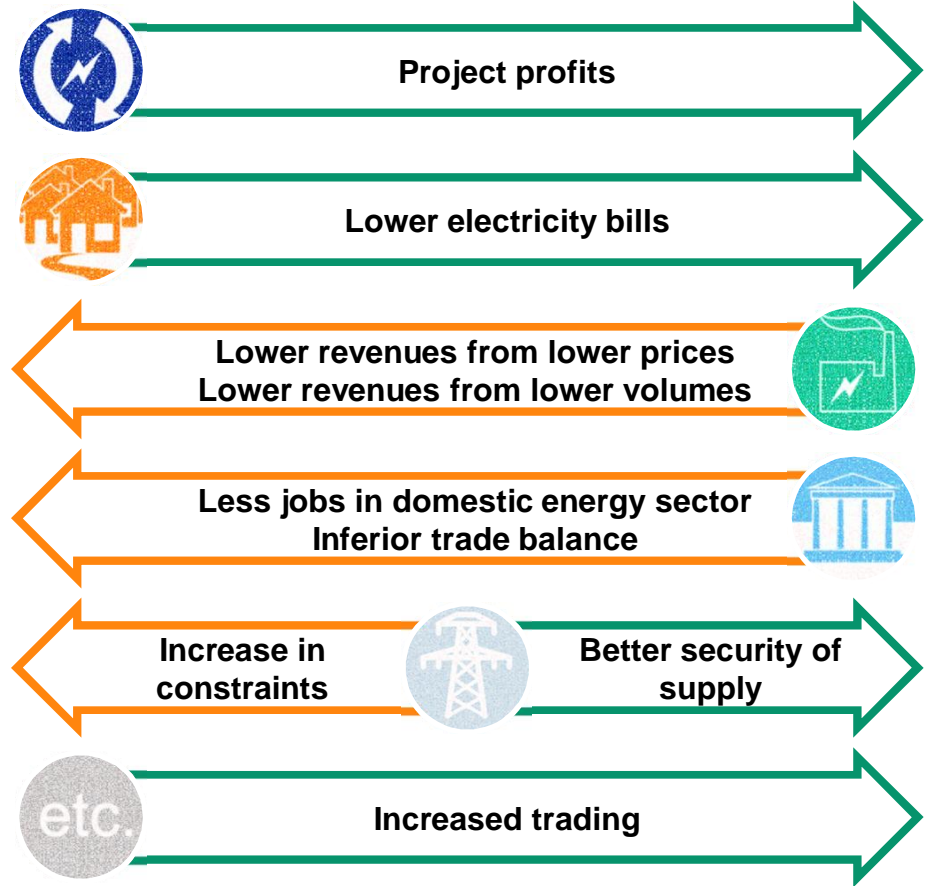 Project profits
Lower electricity bills
Lower revenues from lower prices
Lower revenues from lower volumes
Less jobs in domestic energy sector
Inferior trade balance
Increase in
constraints
Better security of
supply
etc.
Increased trading